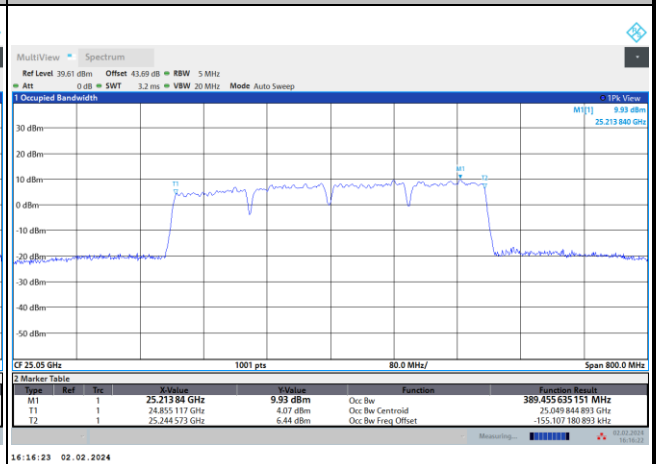 MultiView Spectrum
Ref Level 39.61 dBm Offset 43.69 dB RBW 5 MHz
Att 0 dB SWT 3.2 ms VBW 20 MHz Mode Auto Sweep
1 Occupied Bandwidth 1Pk View
M1[1] 9.93 dBm
25.213 840 GHz
30 dBm
20 dBm
M1
T1 T2
10 dBm
0 dBm
-10 dBm
-20 dBm
-30 dBm
-40 dBm
-50 dBm
CF 25.05 GHz 1001 pts 80.0 MHz/ Span 800.0 MHz
2 Marker Table
Type Ref Trc X-Value Y-Value Function Function Result
M1 1 25.213 84 GHz 9.93 dBm Occ Bw 389.455 635 151 MHz
T1 1 24.855 117 GHz 4.07 dBm Occ Bw Centroid 25.049 844 893 GHz
T2 1 25.244 573 GHz 6.44 dBm Occ Bw Freq Offset -155.107 180 893 kHz
Measuring... 02.02.2024
16:16:22
16:16:23 02.02.2024